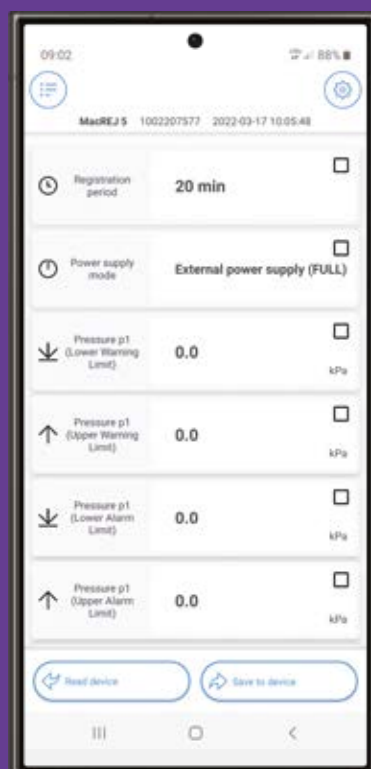 09:02
88%
MacREJ 5 1002207577 2022-03-17 10:05:48
Registration
period
20 min
Power supply
mode
External power supply (FULL)
Pressure p1
(Lower Warning
Limit)
0.0
kPa
Pressure p1
(Upper Warning
Limit)
0.0
kPa
Pressure p1
(Lower Alarm
Limit)
0.0
kPa
Pressure p1
(Upper Alarm
Limit)
0.0
kPa
Read device
Save to device